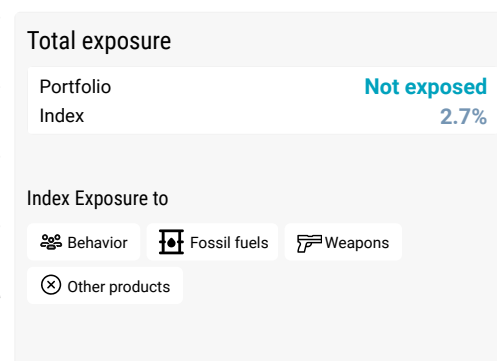 Total exposure
Portfolio Not exposed
Index 2.7%
Index Exposure to
Behavior Fossil fuels Weapons
Other products